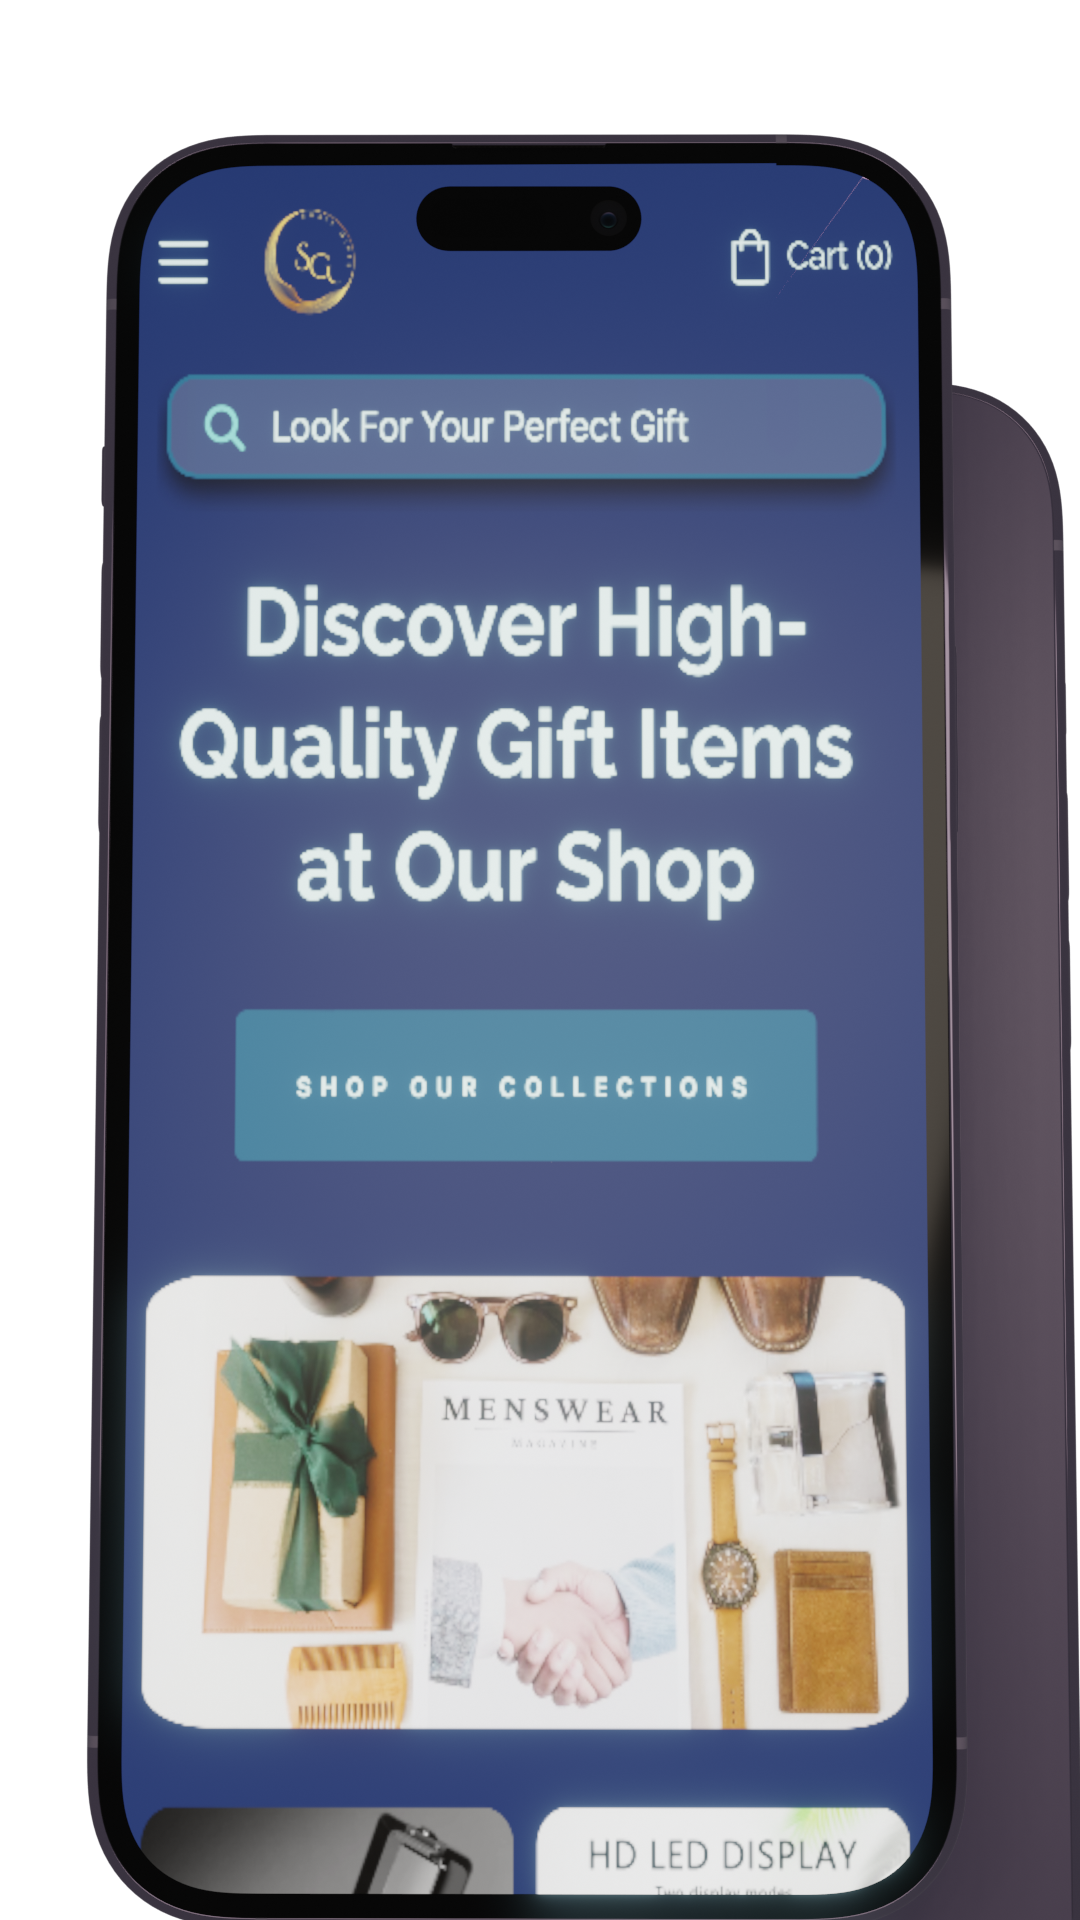 SG
Cart (0)
Look For Your Perfect Gift
Discover High-
Quality Gift Items
at Our Shop
SHOP OUR COLLECTIONS
MENSWEAR
MAGAZINE
HD LED DISPLAY
Two display modes